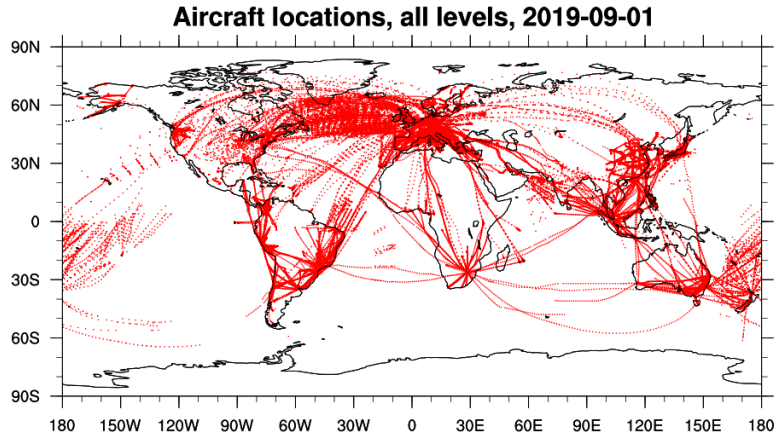 Aircraft locations, all levels, 2019-09-01
90N
60N
30N
0
30S
60S
90S
180 150W 120W 90W 60W 30W 0 30E 60E 90E 120E 150E 180